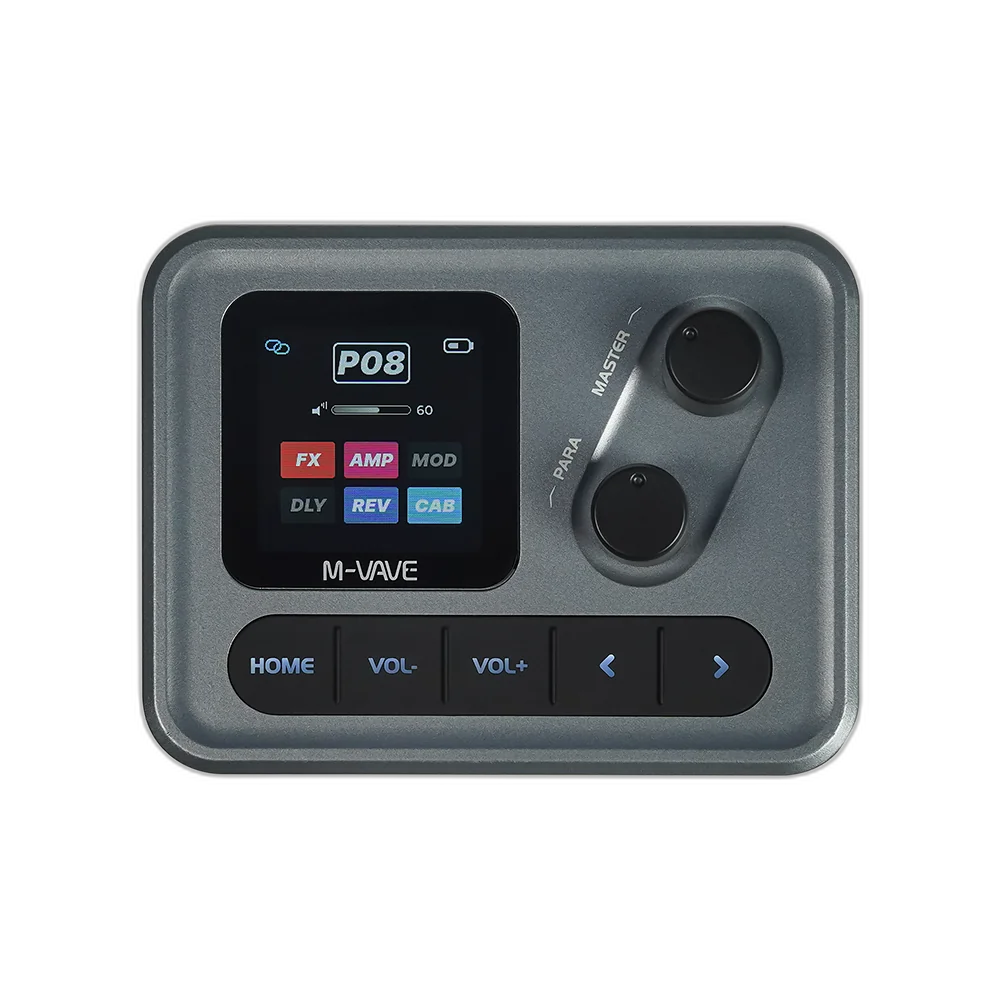 P08
60
FX AMP MOD
DLY REV CAB
M-VAVE
MASTER
PARA
HOME VOL- VOL+ < >